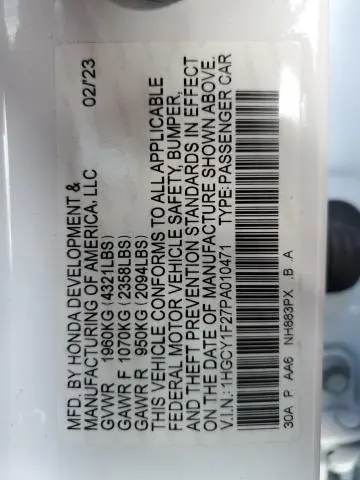 MFD. BY HONDA DEVELOPMENT & 02/'23
MANUFACTURING OF AMERICA, LLC
GVWR 1960KG (4321LBS)
GAWR F 1070KG (2358LBS)
GAWR R 950KG (2094LBS)
THIS VEHICLE CONFORMS TO ALL APPLICABLE
FEDERAL MOTOR VEHICLE SAFETY, BUMPER,
AND THEFT PREVENTION STANDARDS IN EFFECT
ON THE DATE OF MANUFACTURE SHOWN ABOVE.
V.I.N.: 1HGCY1F27PA010471 TYPE: PASSENGER CAR
30A P AA6 NH883PX .B .A